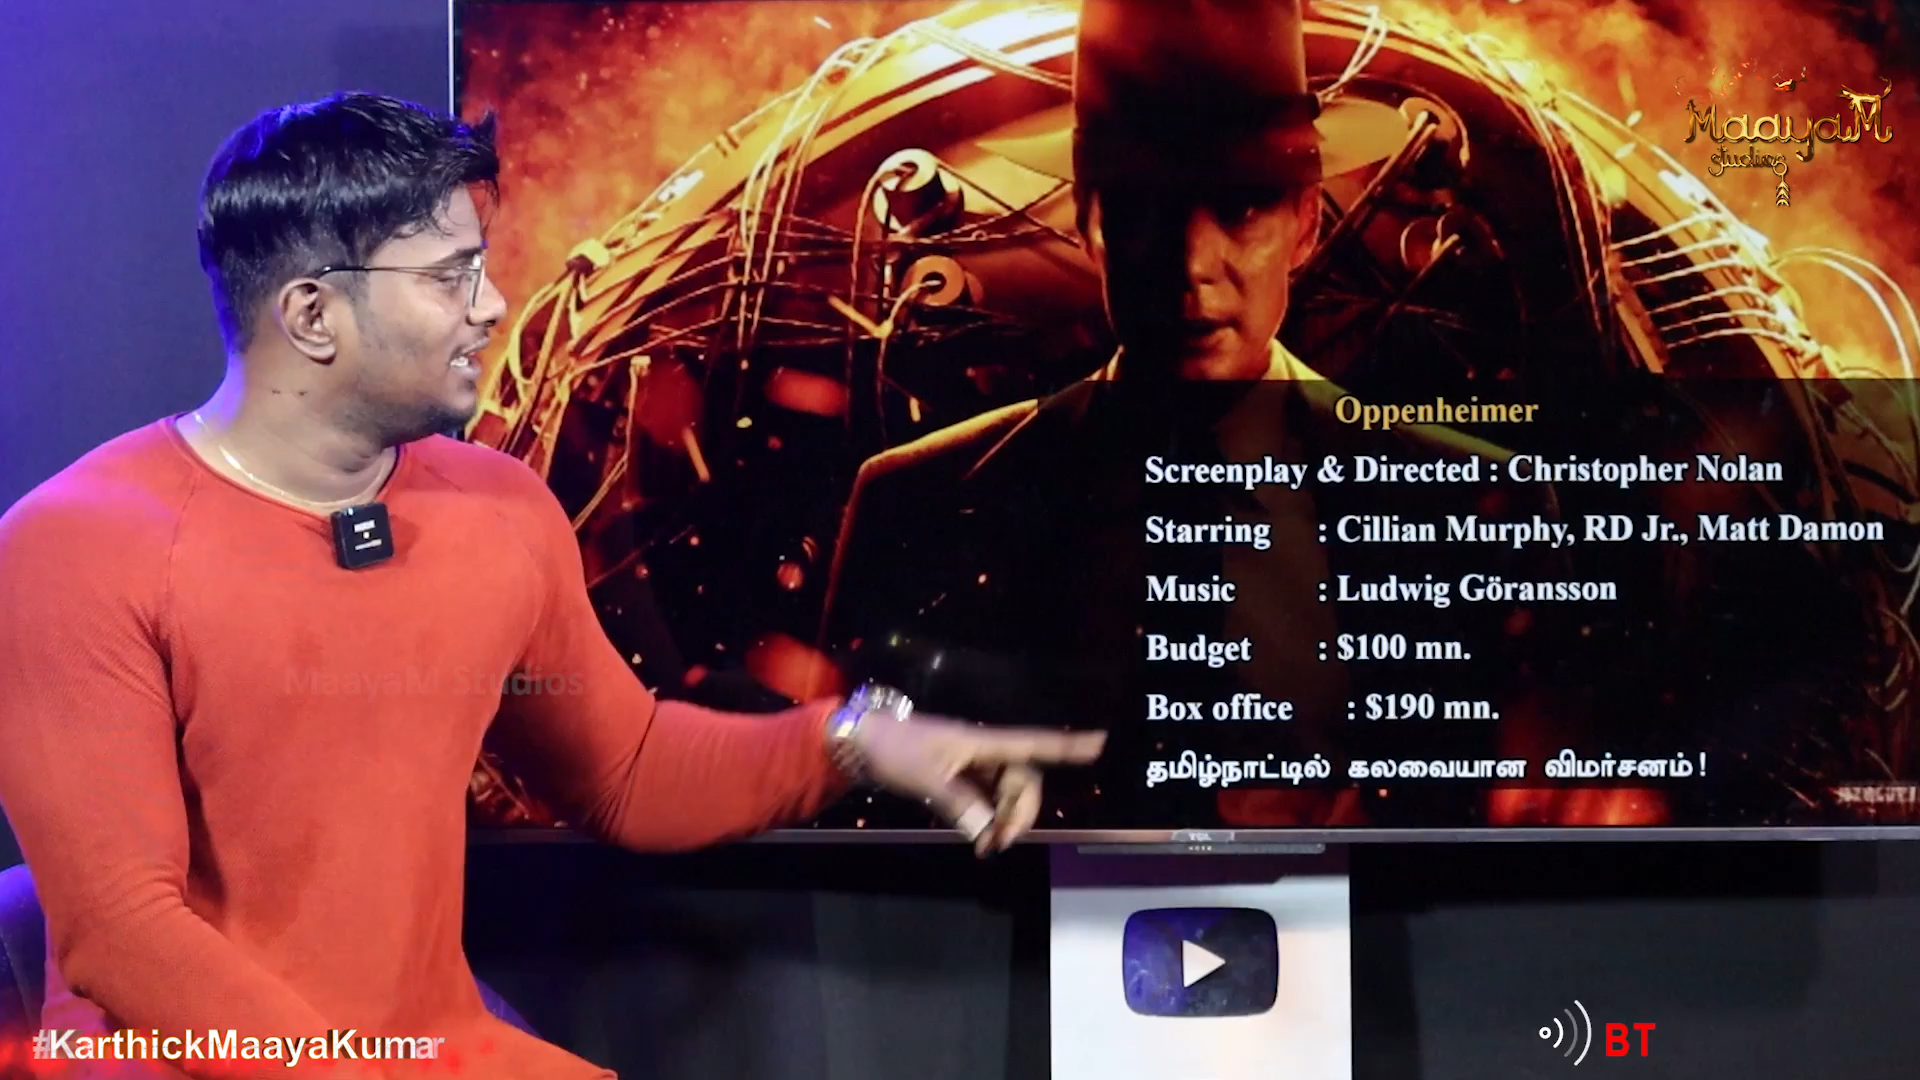 MaayaM
studios
Oppenheimer
Screenplay & Directed : Christopher Nolan
Starring : Cillian Murphy, RD Jr., Matt Damon
Music : Ludwig Göransson
Budget : $100 mn.
MaayaM Studios
Box office : $190 mn.
தமிழ்நாட்டில் கலவையான விமர்சனம்!
TCL
#KarthickMaayaKumar
BT